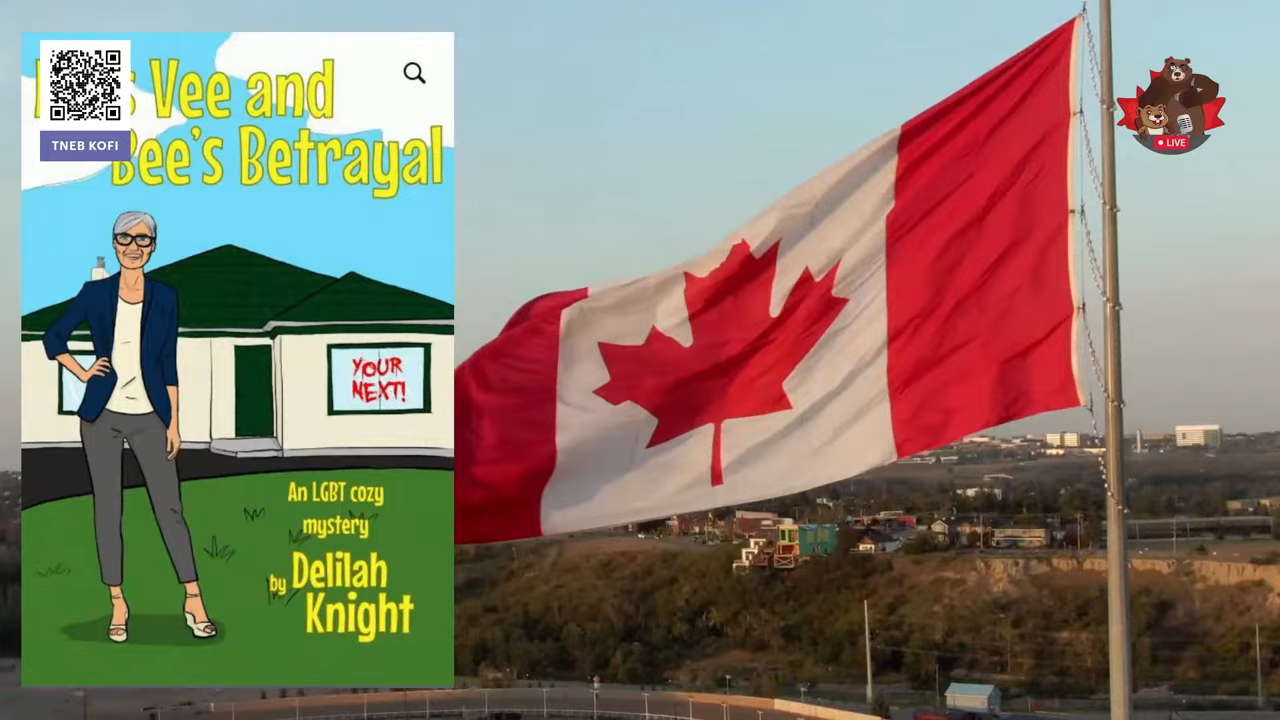 Vee and
Bee's Betrayal
TNEB KOFI
LIVE
YOUR
NEXT!
An LGBT cozy
mystery
by Delilah
Knight